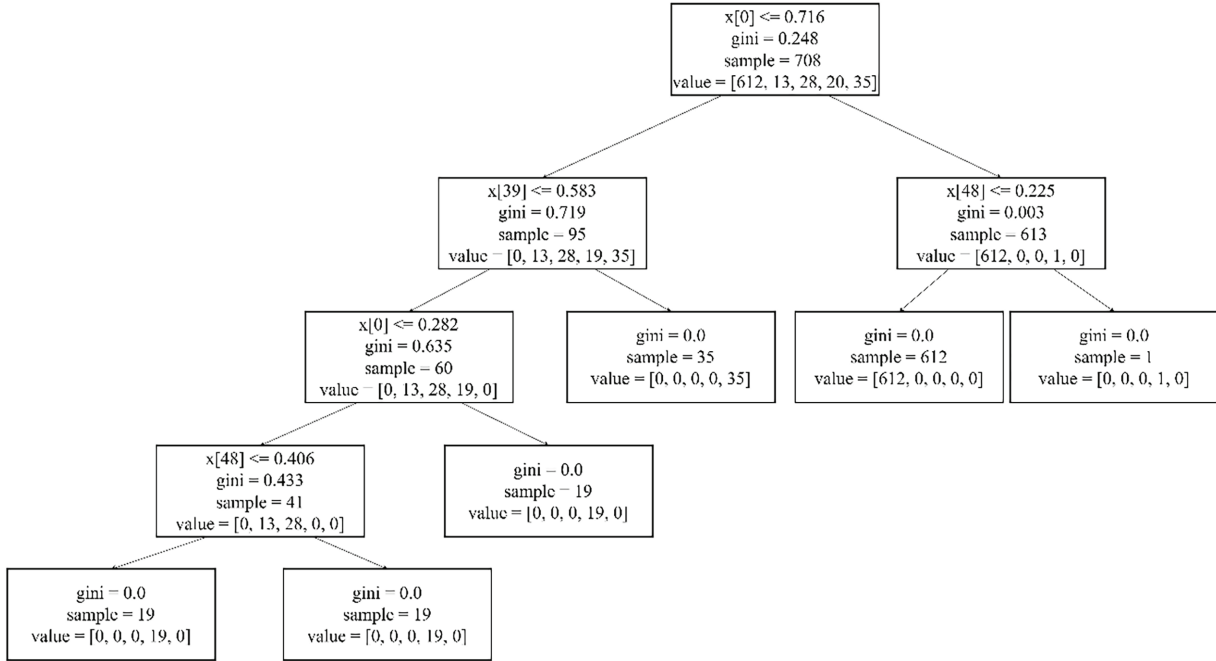 x[0] <= 0.716
gini = 0.248
sample = 708
value = [612, 13, 28, 20, 35]
x[39] <= 0.583
gini = 0.719
sample = 95
value = [0, 13, 28, 19, 35]
x[48] <= 0.225
gini = 0.003
sample = 613
value = [612, 0, 0, 1, 0]
x[0] <= 0.282
gini = 0.635
sample = 60
value = [0, 13, 28, 19, 0]
gini = 0.0
sample = 35
value = [0, 0, 0, 0, 35]
gini = 0.0
sample = 612
value = [612, 0, 0, 0, 0]
gini = 0.0
sample = 1
value = [0, 0, 0, 1, 0]
x[48] <= 0.406
gini = 0.433
sample = 41
value = [0, 13, 28, 0, 0]
gini = 0.0
sample = 19
value = [0, 0, 0, 19, 0]
gini = 0.0
sample = 19
value = [0, 0, 0, 19, 0]
gini = 0.0
sample = 19
value = [0, 0, 0, 19, 0]